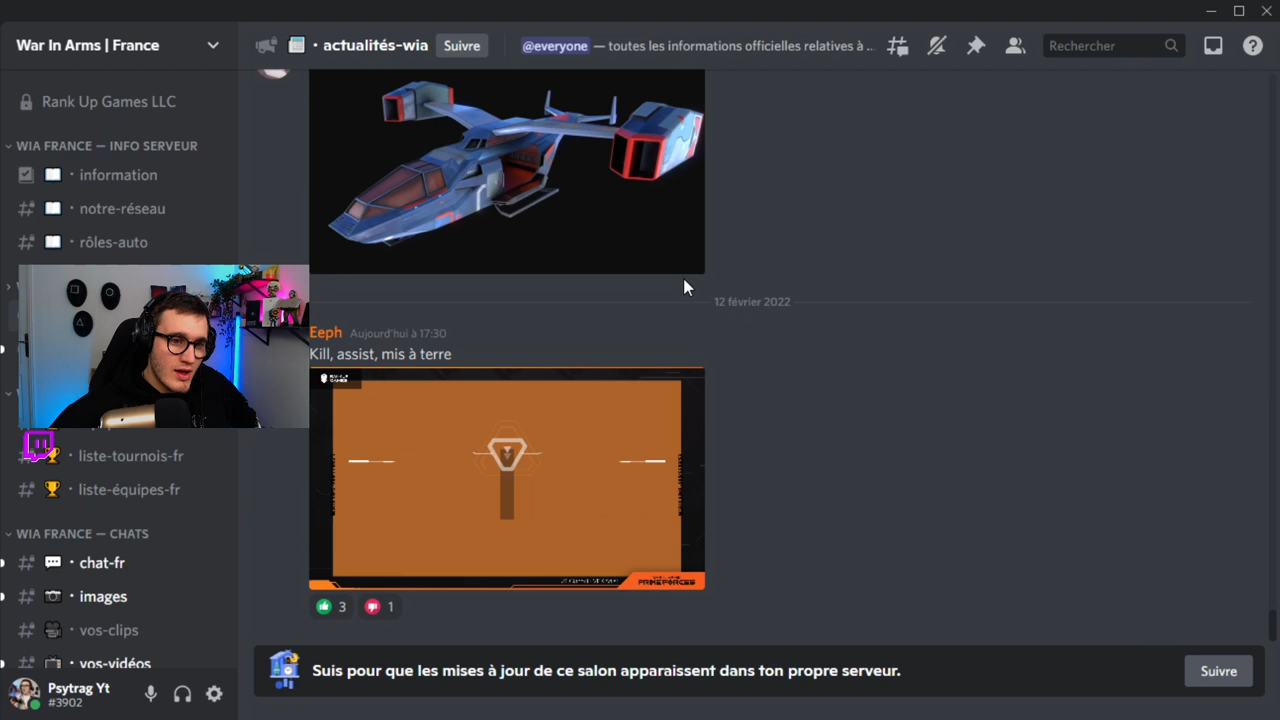 War In Arms | France
actualités-wia
Suivre
@everyone — toutes les informations officielles relatives à ...
Rechercher
Rank Up Games LLC
WIA FRANCE — INFO SERVEUR
information
notre-réseau
rôles-auto
12 février 2022
Eeph Aujourd'hui à 17:30
Kill, assist, mis à terre
PRIMEFORCES
3
1
liste-tournois-fr
liste-équipes-fr
WIA FRANCE — CHATS
chat-fr
images
vos-clips
vos-vidéos
Suis pour que les mises à jour de ce salon apparaissent dans ton propre serveur.
Suivre
Psytrag Yt
#3902